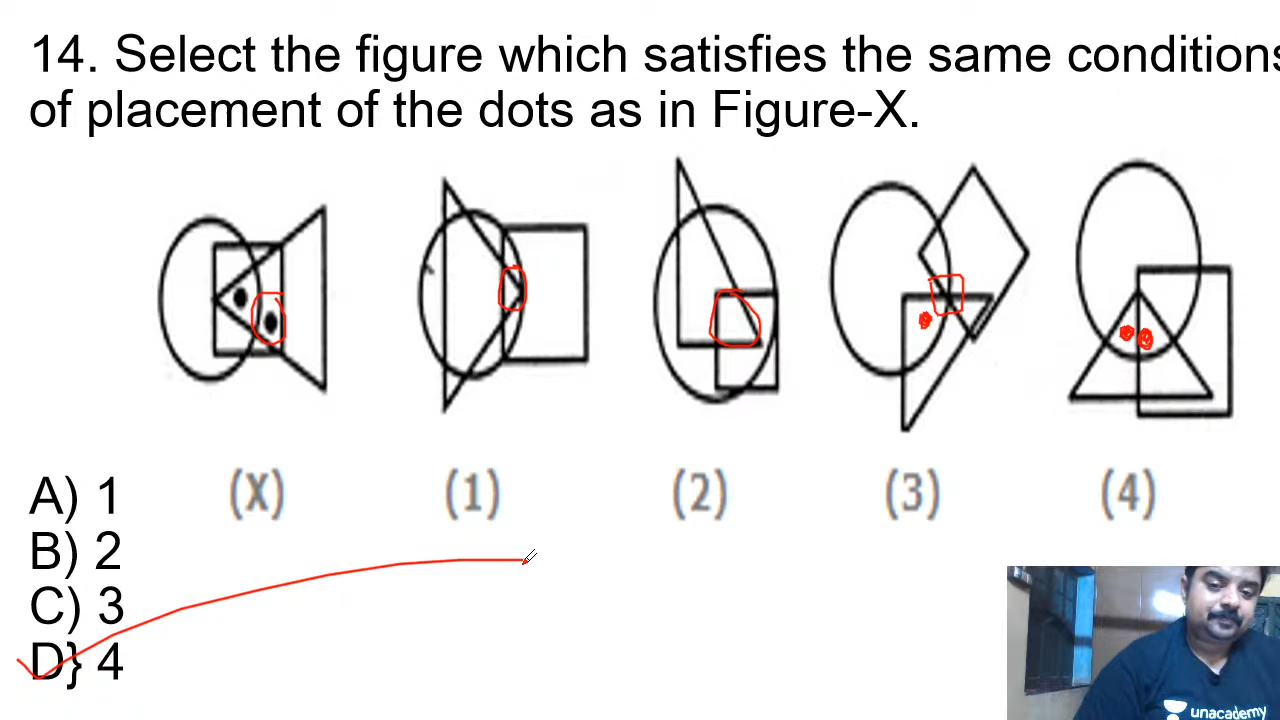 14. Select the figure which satisfies the same conditions
of placement of the dots as in Figure-X.
(X) (1) (2) (3) (4)
A) 1
B) 2
C) 3
D} 4
unacademy